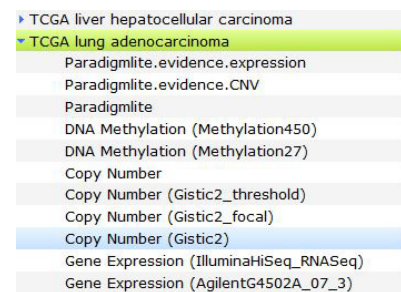 TCGA liver hepatocellular carcinoma
TCGA lung adenocarcinoma
Paradigmlite.evidence.expression
Paradigmlite.evidence.CNV
Paradigmlite
DNA Methylation (Methylation450)
DNA Methylation (Methylation27)
Copy Number
Copy Number (Gistic2_threshold)
Copy Number (Gistic2_focal)
Copy Number (Gistic2)
Gene Expression (IlluminaHiSeq_RNASeq)
Gene Expression (AgilentG4502A_07_3)